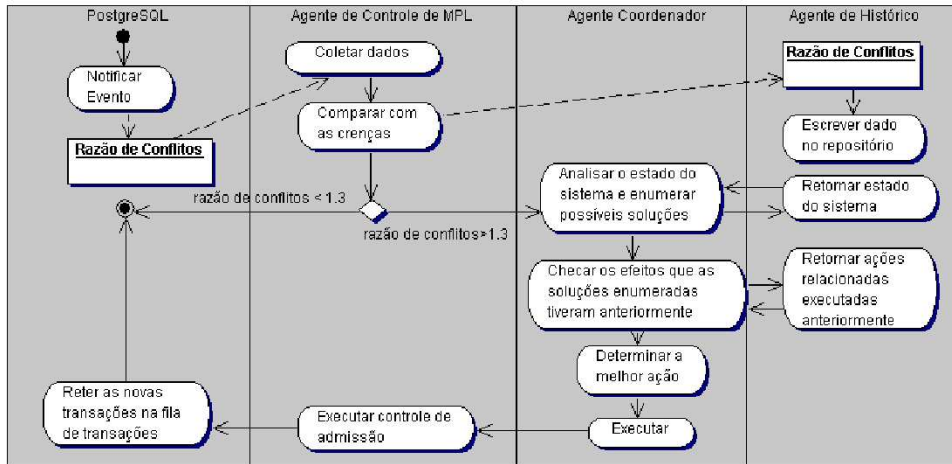 PostgreSQL
Agente de Controle de MPL
Agente Coordenador
Agente de Histórico
Notificar
Evento
Razão de Conflitos
Coletar dados
Comparar com
as crenças
Razão de Conflitos
Escrever dado
no repositório
razão de conflitos < 1.3
razão de conflitos>1.3
Analisar o estado do
sistema e enumerar
possíveis soluções
Retornar estado
do sistema
Checar os efeitos que as
soluções enumeradas
tiveram anteriormente
Retornar ações
relacionadas
executadas
anteriormente
Determinar a
melhor ação
Executar
Executar controle de
admissão
Reter as novas
transações na fila
de transações